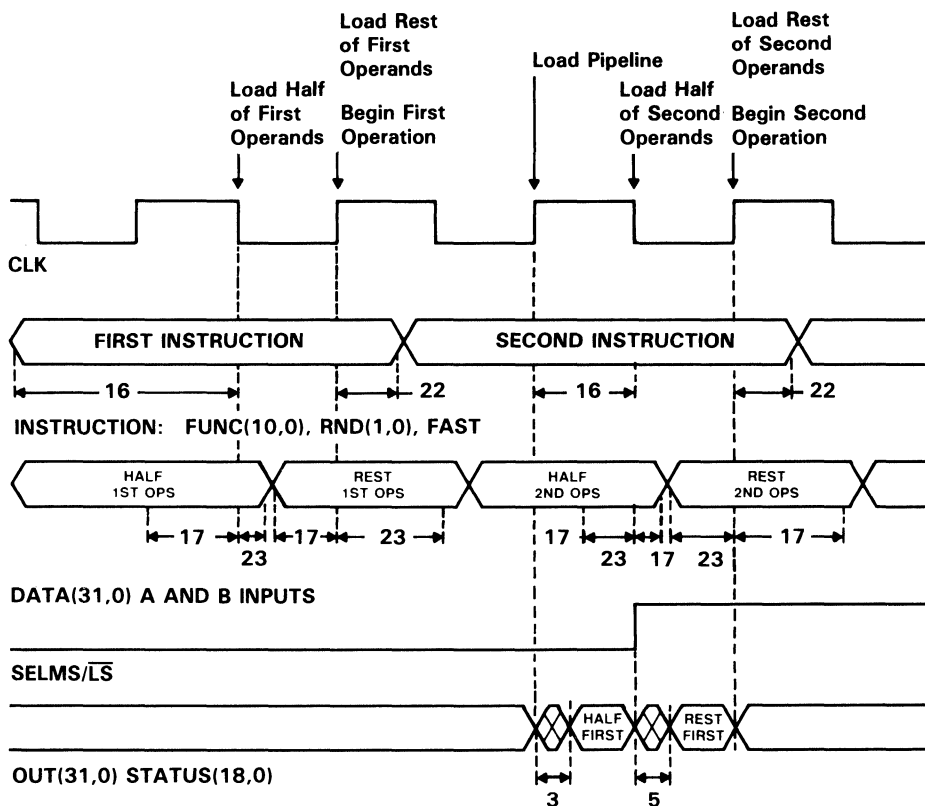 Load Rest
of First
Operands
Load Rest
of Second
Operands
Load Half
of First
Operands
Begin First
Operation
Load Pipeline
Load Half
of Second
Operands
Begin Second
Operation
CLK
FIRST INSTRUCTION
SECOND INSTRUCTION
16
22
16
22
INSTRUCTION: FUNC(10,0), RND(1,0), FAST
HALF
1ST OPS
REST
1ST OPS
HALF
2ND OPS
REST
2ND OPS
17
23
17
23
17
23
17
23
17
DATA(31,0) A AND B INPUTS
SELMS/L̅S̅
HALF
FIRST
REST
FIRST
OUT(31,0) STATUS(18,0)
3
5